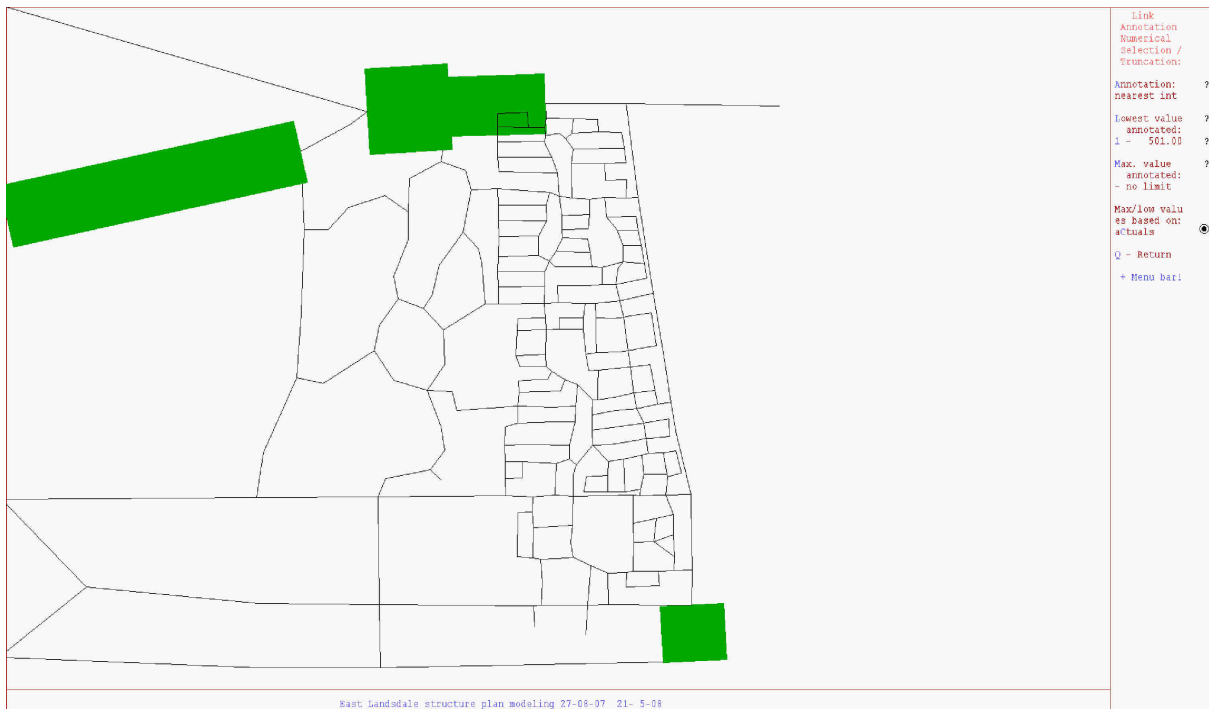 Link
Annotation
Numerical
Selection /
Truncation:
Annotation: ?
nearest int
Lowest value ?
annotated:
1 - 501.00 ?
Max. value ?
annotated:
- no limit
Max/low valu
es based on:
aCtuals
Q - Return
+ Menu bar!
East Landsdale structure plan modeling 27-08-07 21- 5-08